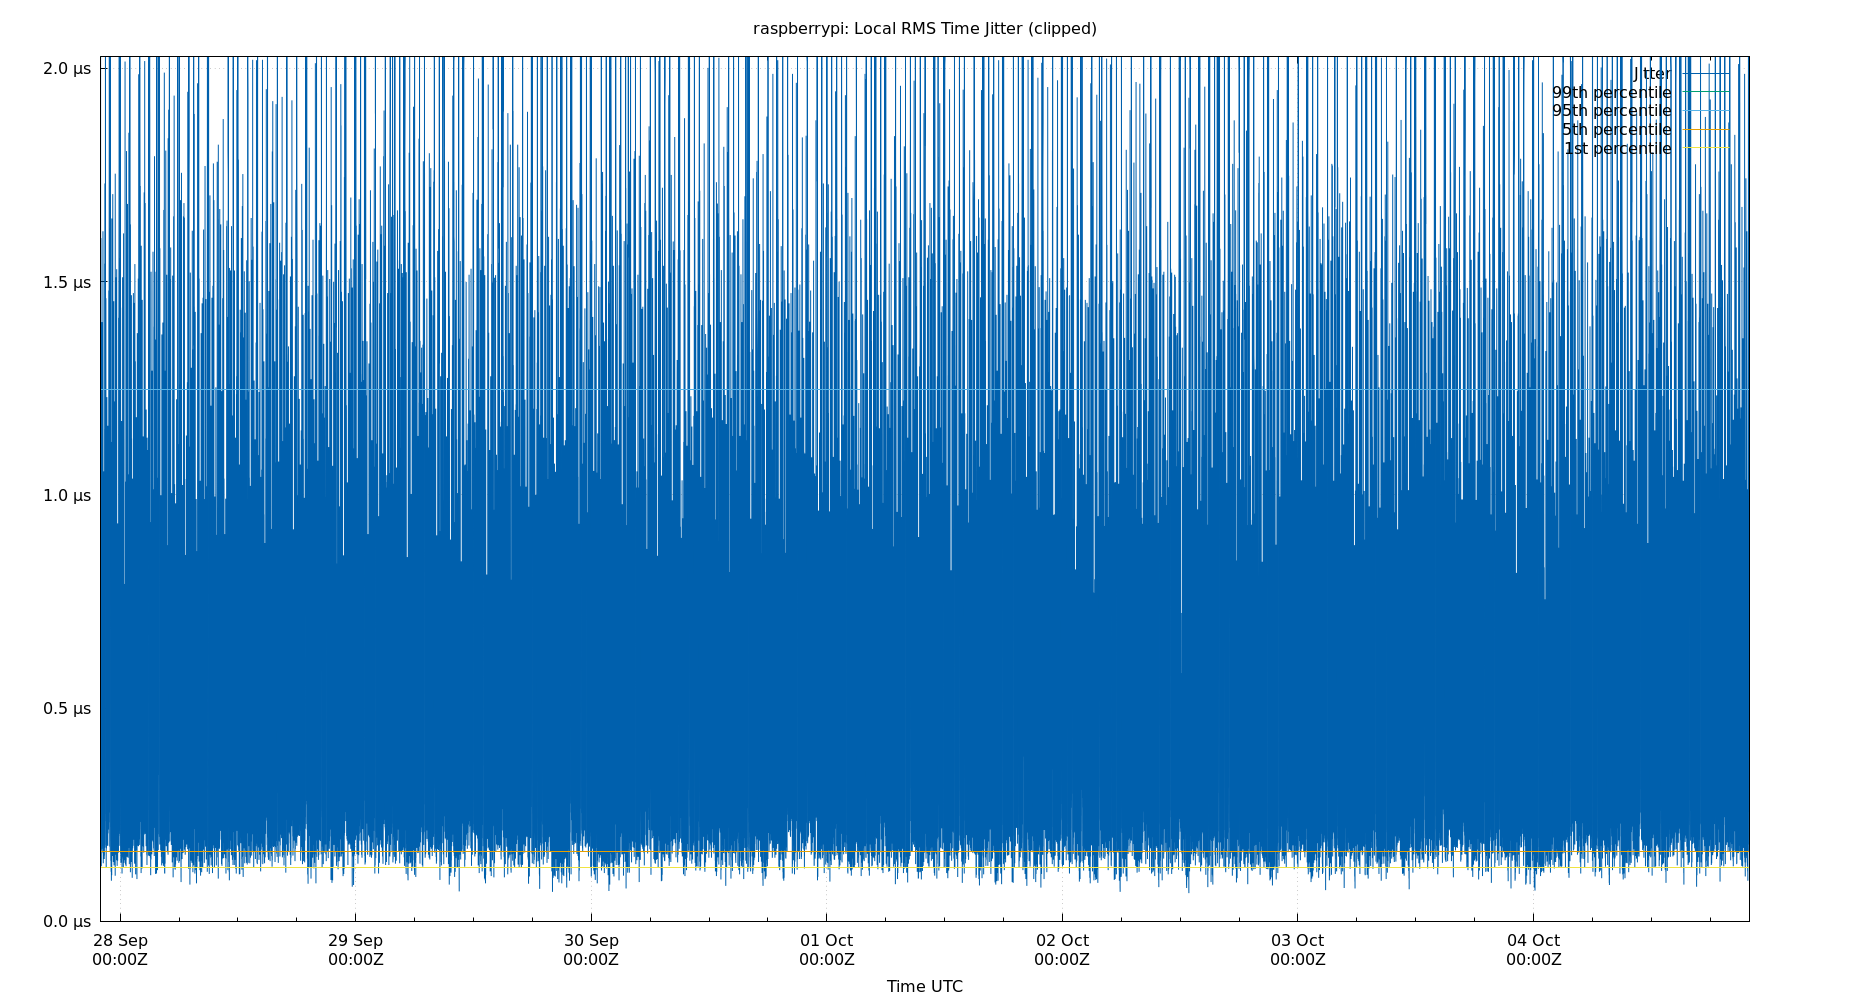 raspberrypi: Local RMS Time Jitter (clipped)
2.0 μs
1.5 μs
1.0 μs
0.5 μs
0.0 μs
Jitter
99th percentile
95th percentile
5th percentile
1st percentile
28 Sep
00:00Z
29 Sep
00:00Z
30 Sep
00:00Z
01 Oct
00:00Z
02 Oct
00:00Z
03 Oct
00:00Z
04 Oct
00:00Z
Time UTC